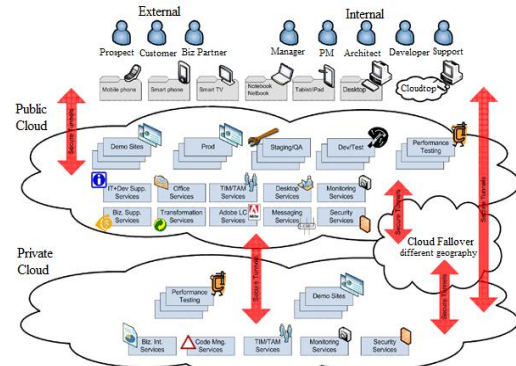 External
Internal
Prospect Customer Biz Partner
Manager PM Architect Developer Support
Mobile phone
Smart phone
Smart TV
Notebook
Netbook
Tablet/iPad
Desktop
Cloudtop
Public
Cloud
Secure Tunnels
Demo Sites
Prod
Staging/QA
Dev/Test
Performance
Testing
IT+Dev Supp.
Services
Office
Services
TIM/TAM
Services
Desktop
Services
Monitoring
Services
Biz. Supp.
Services
Transformation
Services
Adobe LC
Services
Messaging
Services
Security
Services
Secure Tunnels
Secure Tunnels
Cloud Fallover
different geography
Private
Cloud
Secure Tunnels
Secure Tunnels
Performance
Testing
Demo Sites
Biz. Int.
Services
Code Mng.
Services
TIM/TAM
Services
Monitoring
Services
Security
Services